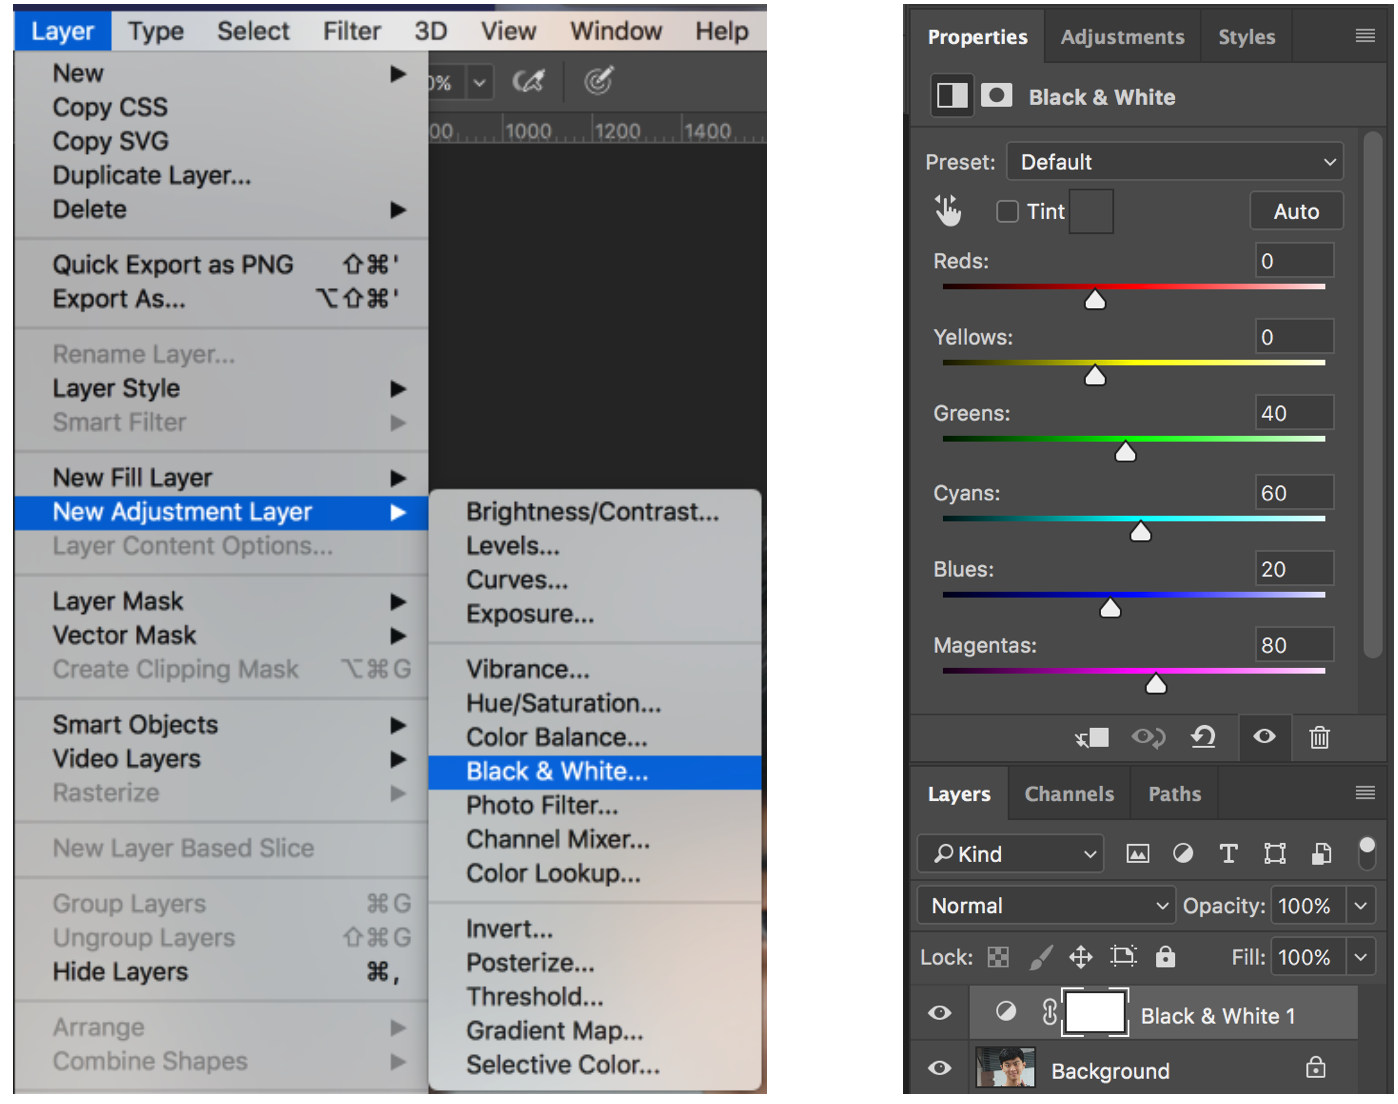 Layer Type Select Filter 3D View Window Help
New
Copy CSS
Copy SVG
Duplicate Layer...
Delete
Quick Export as PNG ⇧⌘'
Export As... ⌥⇧⌘'
Rename Layer...
Layer Style
Smart Filter
New Fill Layer
New Adjustment Layer
Layer Content Options...
Layer Mask
Vector Mask
Create Clipping Mask ⌥⌘G
Smart Objects
Video Layers
Rasterize
New Layer Based Slice
Group Layers ⌘G
Ungroup Layers ⇧⌘G
Hide Layers ⌘,
Arrange
Combine Shapes
0%
00 1000 1200 1400
Brightness/Contrast...
Levels...
Curves...
Exposure...
Vibrance...
Hue/Saturation...
Color Balance...
Black & White...
Photo Filter...
Channel Mixer...
Color Lookup...
Invert...
Posterize...
Threshold...
Gradient Map...
Selective Color...
Properties Adjustments Styles
Black & White
Preset: Default
Tint Auto
Reds: 0
Yellows: 0
Greens: 40
Cyans: 60
Blues: 20
Magentas: 80
Layers Channels Paths
Kind
Normal Opacity: 100%
Lock: Fill: 100%
Black & White 1
Background